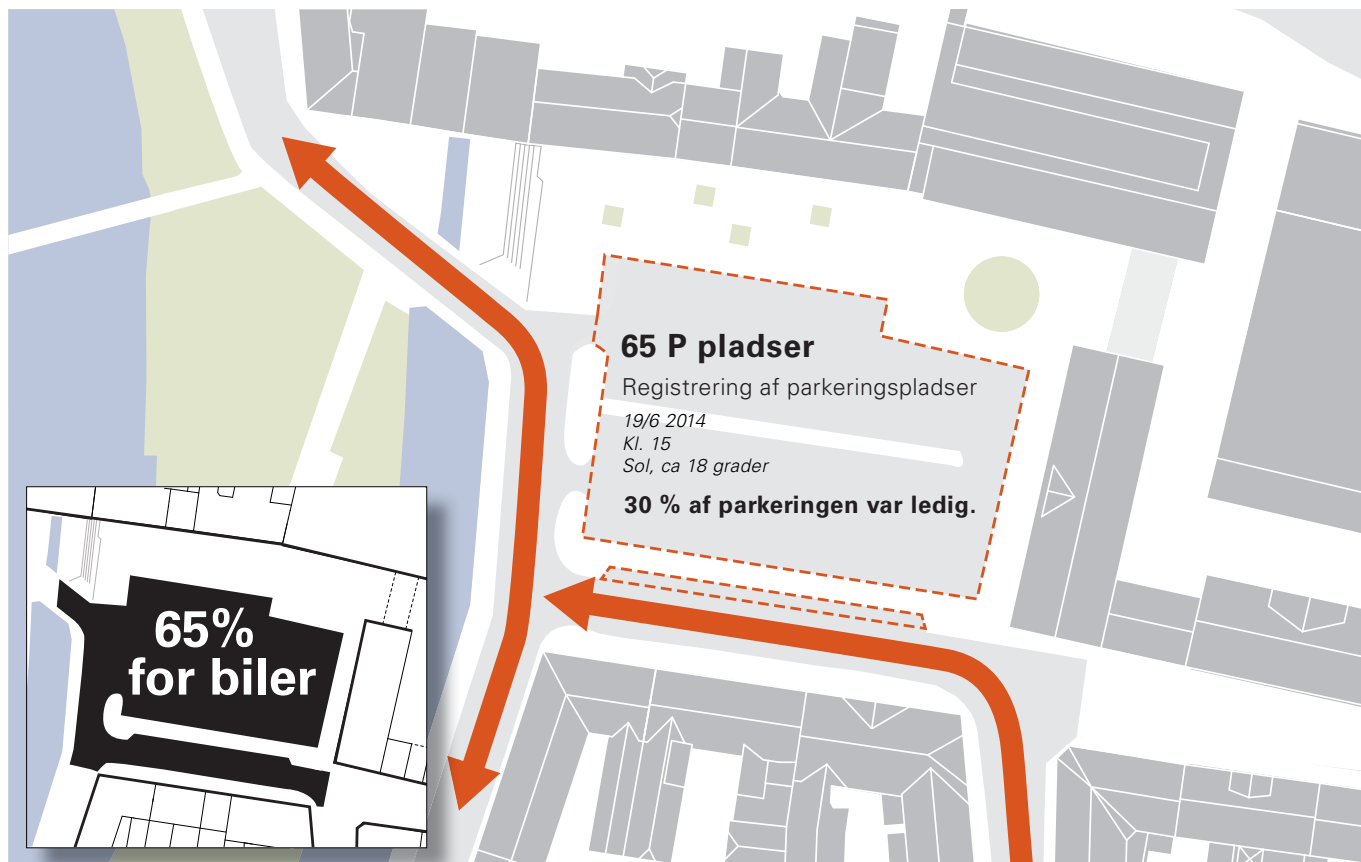 65 P pladser
Registrering af parkeringspladser
19/6 2014
Kl. 15
Sol, ca 18 grader
30 % af parkeringen var ledig.
65%
for biler